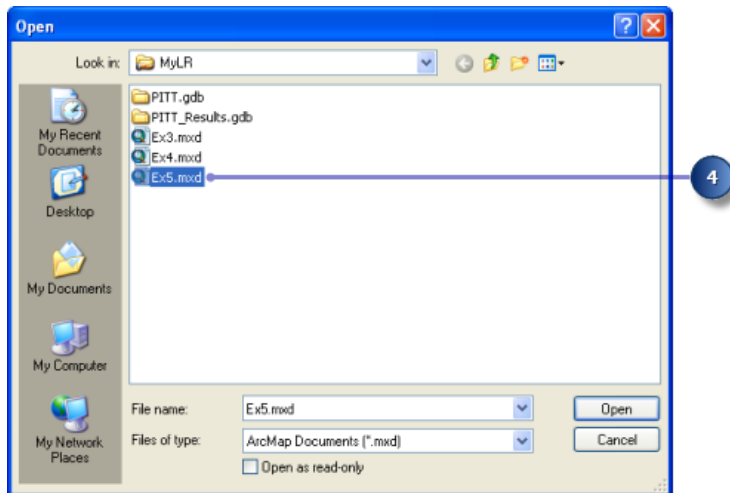 Open
Look in:
MyLR
My Recent
Documents
Desktop
My Documents
My Computer
My Network
Places
PITT.gdb
PITT_Results.gdb
Ex3.mxd
Ex4.mxd
Ex5.mxd
4
File name:
Ex5.mxd
Open
Files of type:
ArcMap Documents (*.mxd)
Cancel
Open as read-only